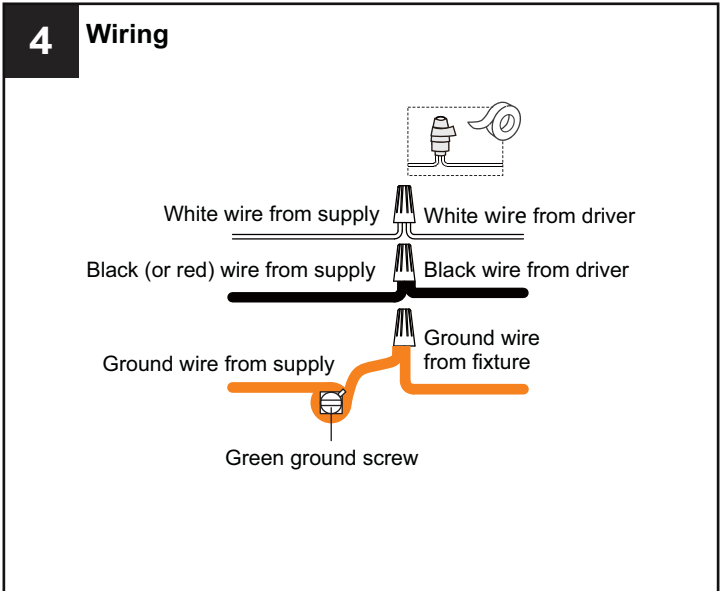 4 Wiring
White wire from supply White wire from driver
Black (or red) wire from supply Black wire from driver
Ground wire
from fixture
Ground wire from supply
Green ground screw